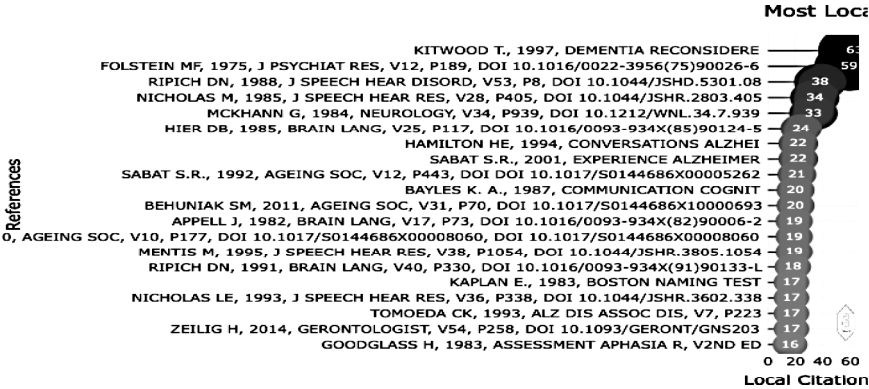 Most Loca
KITWOOD T., 1997, DEMENTIA RECONSIDERE 63
FOLSTEIN MF, 1975, J PSYCHIAT RES, V12, P189, DOI 10.1016/0022-3956(75)90026-6 59
RIPICH DN, 1988, J SPEECH HEAR DISORD, V53, P8, DOI 10.1044/JSHD.5301.08 38
NICHOLAS M, 1985, J SPEECH HEAR RES, V28, P405, DOI 10.1044/JSHR.2803.405 34
MCKHANN G, 1984, NEUROLOGY, V34, P939, DOI 10.1212/WNL.34.7.939 33
HIER DB, 1985, BRAIN LANG, V25, P117, DOI 10.1016/0093-934X(85)90124-5 24
HAMILTON HE, 1994, CONVERSATIONS ALZHEI 22
SABAT S.R., 2001, EXPERIENCE ALZHEIMER 22
SABAT S.R., 1992, AGEING SOC, V12, P443, DOI DOI 10.1017/S0144686X00005262 21
BAYLES K. A., 1987, COMMUNICATION COGNIT 20
BEHUNIAK SM, 2011, AGEING SOC, V31, P70, DOI 10.1017/S0144686X10000693 20
APPELL J, 1982, BRAIN LANG, V17, P73, DOI 10.1016/0093-934X(82)90006-2 19
0, AGEING SOC, V10, P177, DOI 10.1017/S0144686X00008060, DOI 10.1017/S0144686X00008060 19
MENTIS M, 1995, J SPEECH HEAR RES, V38, P1054, DOI 10.1044/JSHR.3805.1054 19
RIPICH DN, 1991, BRAIN LANG, V40, P330, DOI 10.1016/0093-934X(91)90133-L 18
KAPLAN E., 1983, BOSTON NAMING TEST 17
NICHOLAS LE, 1993, J SPEECH HEAR RES, V36, P338, DOI 10.1044/JSHR.3602.338 17
TOMOEDA CK, 1993, ALZ DIS ASSOC DIS, V7, P223 17
ZEILIG H, 2014, GERONTOLOGIST, V54, P258, DOI 10.1093/GERONT/GNS203 17
GOODGLASS H, 1983, ASSESSMENT APHASIA R, V2ND ED 16
References
0 20 40 60
Local Citation